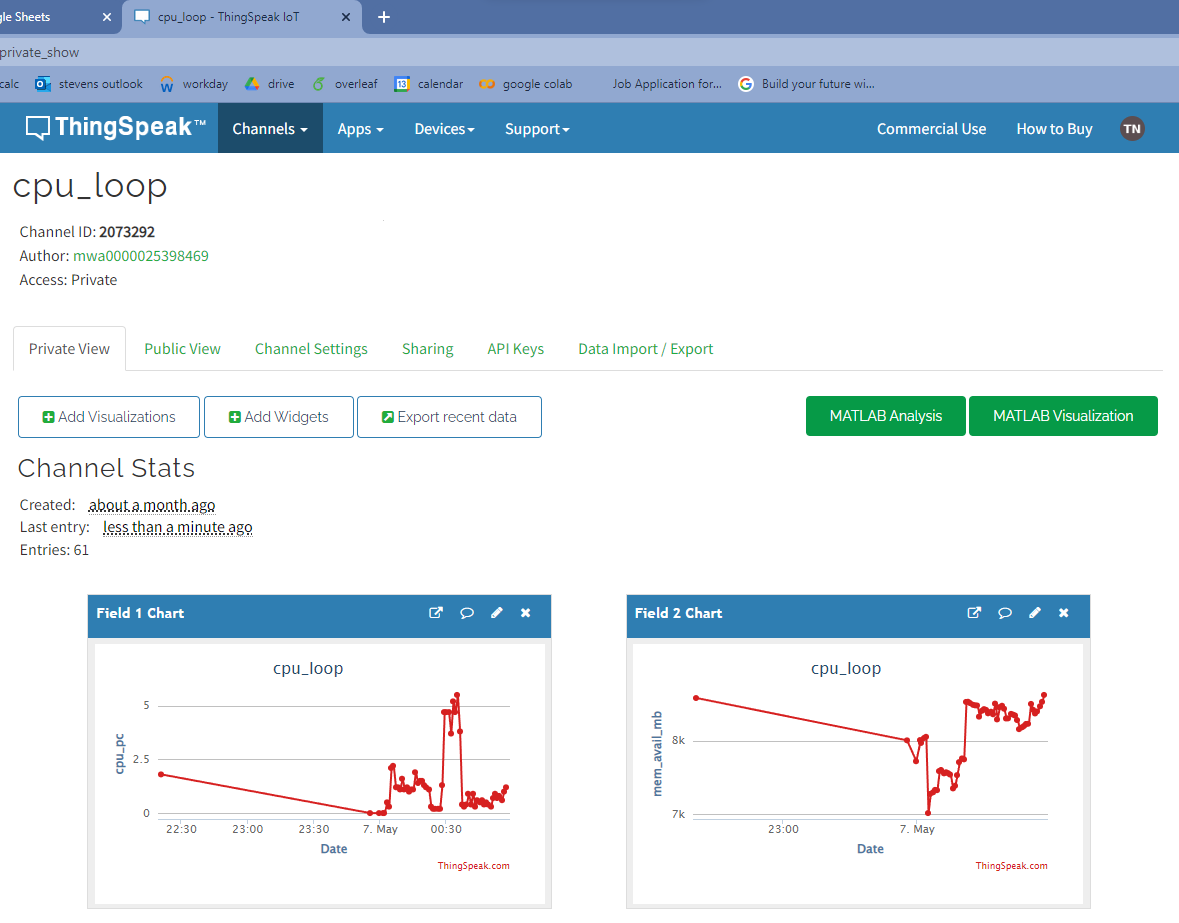 gle Sheets
cpu_loop - ThingSpeak IoT
private_show
calc stevens outlook workday drive overleaf 13 calendar google colab Job Application for... Build your future wi...
ThingSpeak™ Channels Apps Devices Support Commercial Use How to Buy TN
cpu_loop
Channel ID: 2073292
Author: mwa0000025398469
Access: Private
Private View Public View Channel Settings Sharing API Keys Data Import / Export
Add Visualizations Add Widgets Export recent data MATLAB Analysis MATLAB Visualization
Channel Stats
Created: about a month ago
Last entry: less than a minute ago
Entries: 61
Field 1 Chart
cpu_loop
cpu_pc
5
2.5
0
22:30 23:00 23:30 7. May 00:30
Date
ThingSpeak.com
Field 2 Chart
cpu_loop
mem_avail_mb
8k
7k
23:00 7. May
Date
ThingSpeak.com